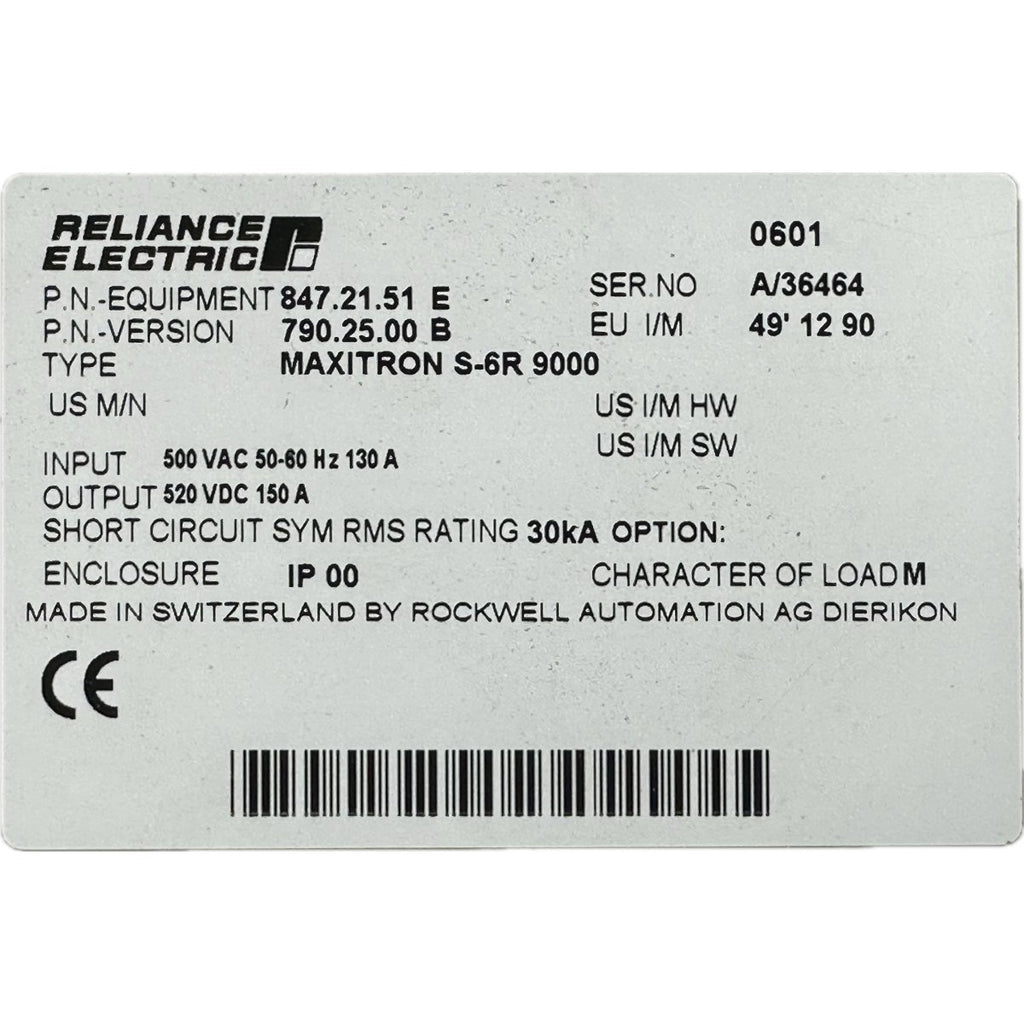 RELIANCE
ELECTRIC
0601
P.N.-EQUIPMENT 847.21.51 E
SER.NO A/36464
P.N.-VERSION 790.25.00 B
EU I/M 49' 12 90
TYPE MAXITRON S-6R 9000
US M/N
US I/M HW
US I/M SW
INPUT 500 VAC 50-60 Hz 130 A
OUTPUT 520 VDC 150 A
SHORT CIRCUIT SYM RMS RATING 30kA OPTION:
ENCLOSURE IP 00
CHARACTER OF LOAD M
MADE IN SWITZERLAND BY ROCKWELL AUTOMATION AG DIERIKON
CE